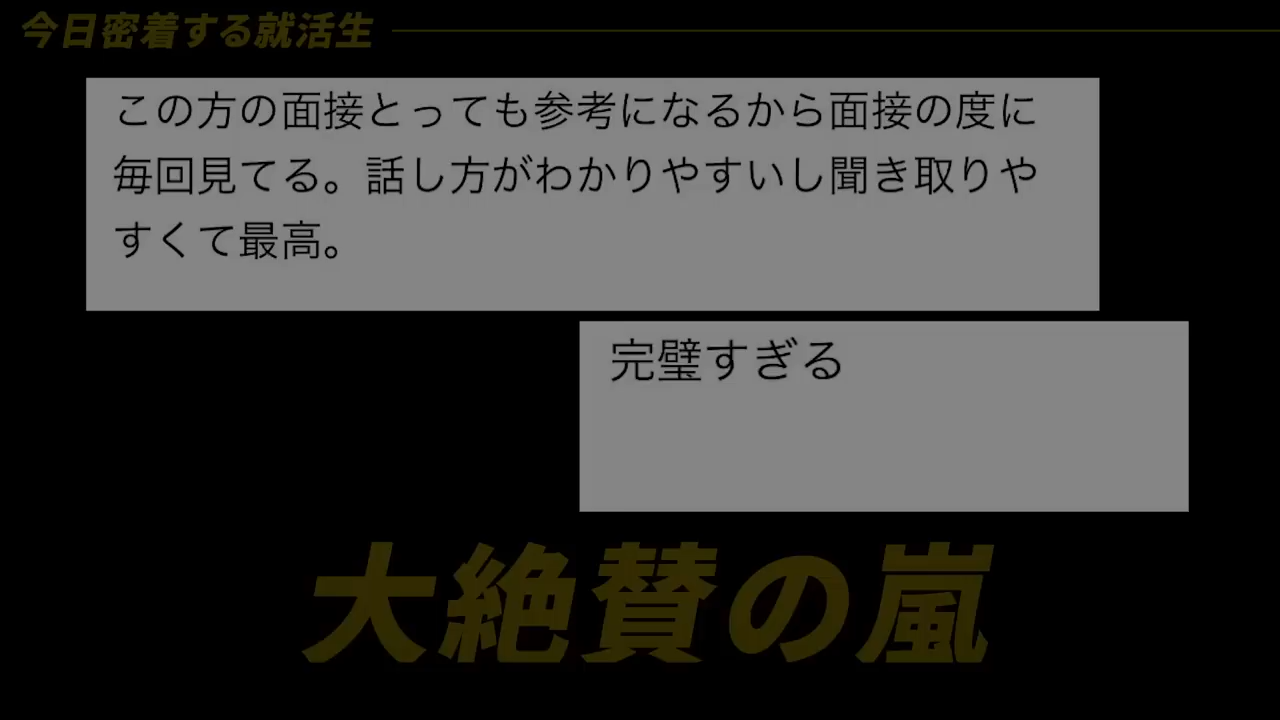 今日密着する就活生
この方の面接とっても参考になるから面接の度に
毎回見てる。話し方がわかりやすいし聞き取りや
すくて最高。
完璧すぎる
大絶賛の嵐